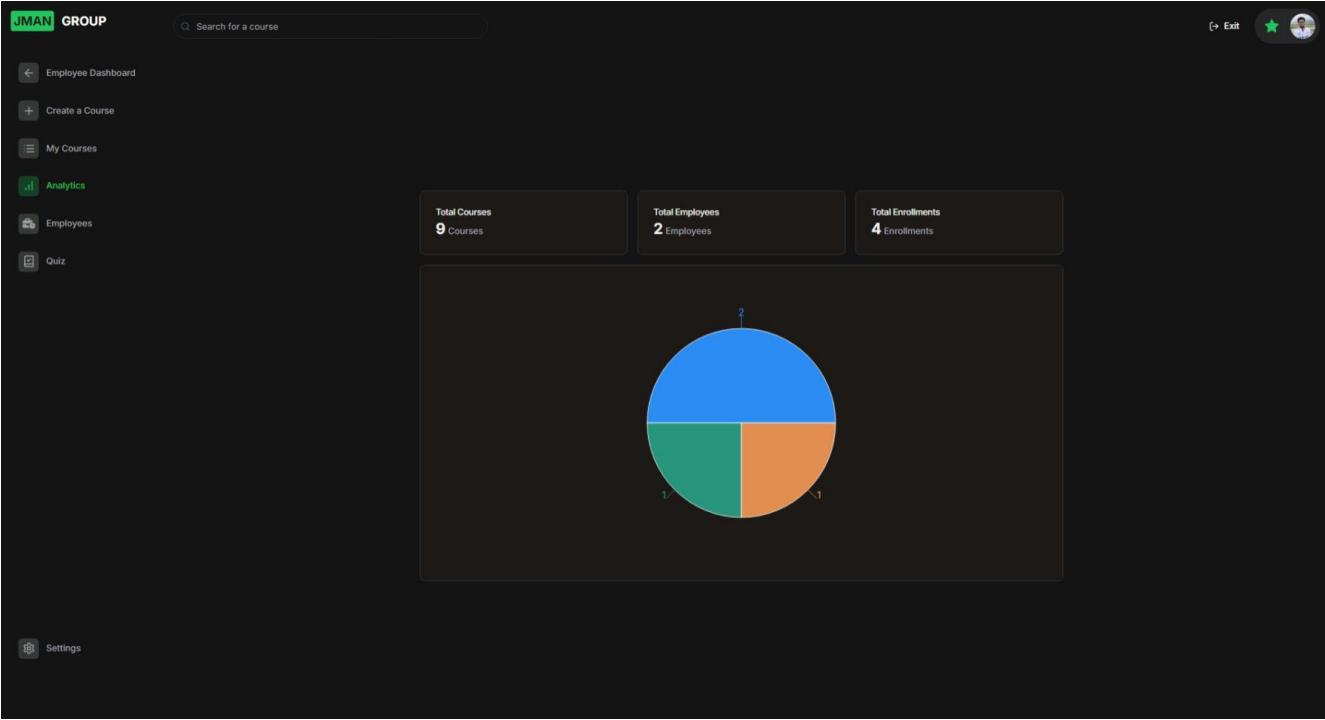 JMAN GROUP
Search for a course
Exit
Employee Dashboard
Create a Course
My Courses
Analytics
Employees
Quiz
Settings
Total Courses
9 Courses
Total Employees
2 Employees
Total Enrollments
4 Enrollments
2
1
1